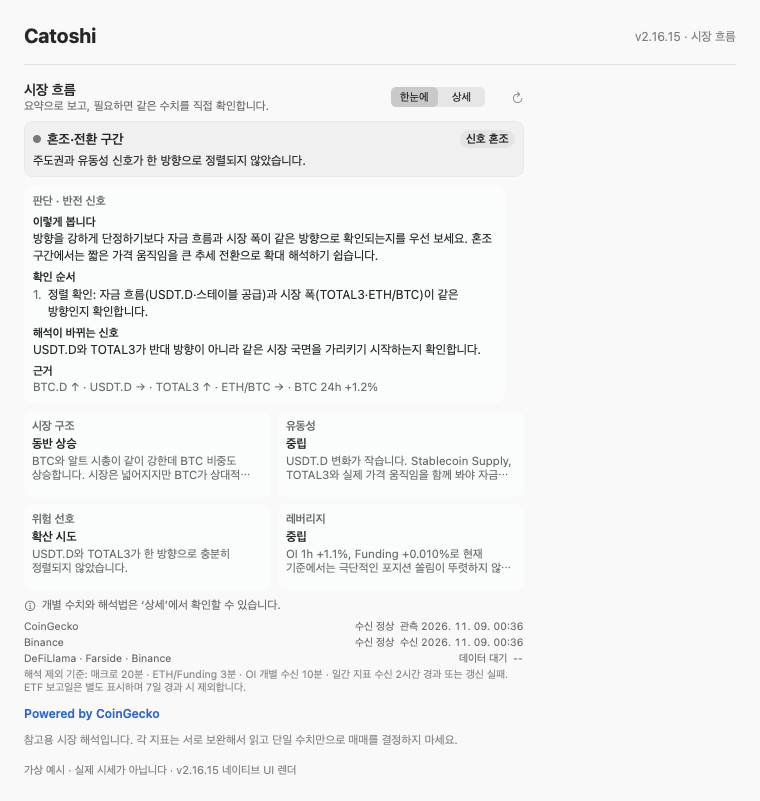 Catoshi
v2.16.15 · 시장 흐름
시장 흐름
요약으로 보고, 필요하면 같은 수치를 직접 확인합니다.
한눈에
상세
혼조·전환 구간
신호 혼조
주도권과 유동성 신호가 한 방향으로 정렬되지 않았습니다.
판단 · 반전 신호
이렇게 봅니다
방향을 강하게 단정하기보다 자금 흐름과 시장 폭이 같은 방향으로 확인되는지를 우선 보세요. 혼조
구간에서는 짧은 가격 움직임을 큰 추세 전환으로 확대 해석하기 쉽습니다.
확인 순서
1. 정렬 확인: 자금 흐름(USDT.D·스테이블 공급)과 시장 폭(TOTAL3·ETH/BTC)이 같은
방향인지 확인합니다.
해석이 바뀌는 신호
USDT.D와 TOTAL3가 반대 방향이 아니라 같은 시장 국면을 가리키기 시작하는지 확인합니다.
근거
BTC.D ↑ · USDT.D → · TOTAL3 ↑ · ETH/BTC → · BTC 24h +1.2%
시장 구조
동반 상승
BTC와 알트 시총이 같이 강한데 BTC 비중도
상승합니다. 시장은 넓어지지만 BTC가 상대적…
유동성
중립
USDT.D 변화가 작습니다. Stablecoin Supply,
TOTAL3와 실제 가격 움직임을 함께 봐야 자금…
위험 선호
확산 시도
USDT.D와 TOTAL3가 한 방향으로 충분히
정렬되지 않았습니다.
레버리지
중립
OI 1h +1.1%, Funding +0.010%로 현재
기준에서는 극단적인 포지션 쏠림이 뚜렷하지 않…
개별 수치와 해석법은 ‘상세’에서 확인할 수 있습니다.
CoinGecko 수신 정상 관측 2026. 11. 09. 00:36
Binance 수신 정상 수신 2026. 11. 09. 00:36
DeFiLlama · Farside · Binance 데이터 대기 --
해석 제외 기준: 매크로 20분 · ETH/Funding 3분 · OI 개별 수신 10분 · 일간 지표 수신 2시간 경과 또는 갱신 실패.
ETF 보고일은 별도 표시하며 7일 경과 시 제외합니다.
Powered by CoinGecko
참고용 시장 해석입니다. 각 지표는 서로 보완해서 읽고 단일 수치만으로 매매를 결정하지 마세요.
가상 예시 · 실제 시세가 아닙니다 · v2.16.15 네이티브 UI 렌더